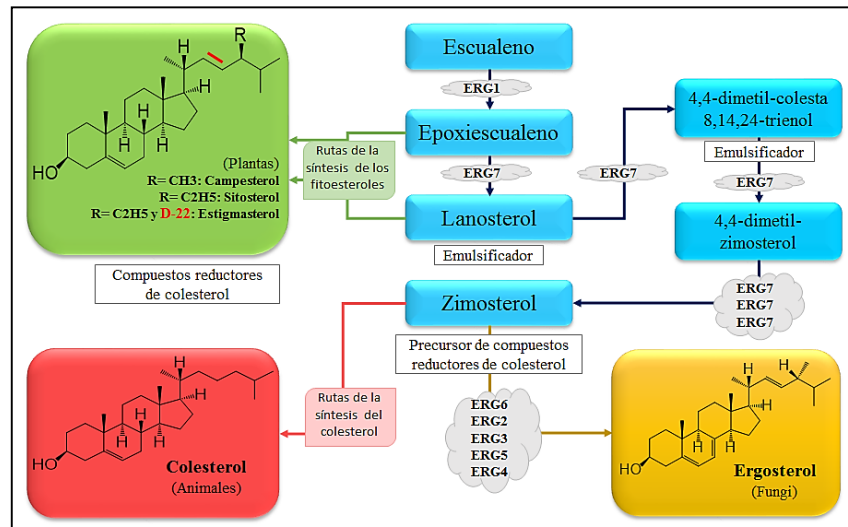 Escualeno
ERG1
Epoxiescualeno
ERG7
Lanosterol
Emulsificador
ERG7
4,4-dimetil-colesta
8,14,24-trienol
Emulsificador
ERG7
4,4-dimetil-
zimosterol
ERG7
ERG7
ERG7
Zimosterol
Precursor de compuestos
reductores de colesterol
ERG6
ERG2
ERG3
ERG5
ERG4
Rutas de la
síntesis de los
fitoesteroles
H
R
H
H
H
HO
(Plantas)
R= CH3: Campesterol
R= C2H5: Sitosterol
R= C2H5 y D-22: Estigmasterol
Compuestos reductores
de colesterol
Rutas de la
síntesis del
colesterol
H
H
H
H
HO
Colesterol
(Animales)
H
H
H
H
HO
Ergosterol
(Fungi)